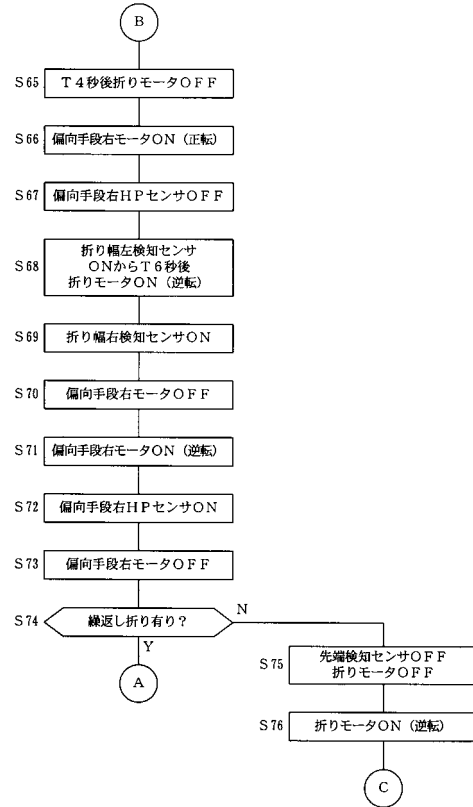 B
S65 T4秒後折りモータOFF
S66 偏向手段右モータON（正転）
S67 偏向手段右HPセンサOFF
折り幅左検知センサ
S68 ONからT6秒後
折りモータON（逆転）
S69 折り幅右検知センサON
S70 偏向手段右モータOFF
S71 偏向手段右モータON（逆転）
S72 偏向手段右HPセンサON
S73 偏向手段右モータOFF
S74 繰返し折り有り？ N
Y
A
先端検知センサOFF
S75 折りモータOFF
S76 折りモータON（逆転）
C